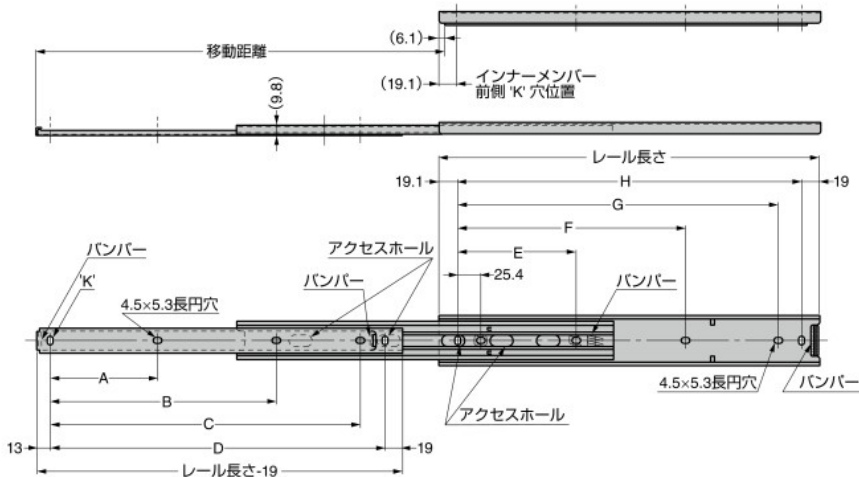 (6.1)
移動距離
(19.1)
インナーメンバー
前側 'K' 穴位置
(9.8)
レール長さ
19.1
H
19
G
F
E
25.4
バンパー
'K'
4.5×5.3長円穴
アクセスホール
バンパー
バンパー
A
B
C
13
D
19
レール長さ-19
アクセスホール
4.5×5.3長円穴
バンパー